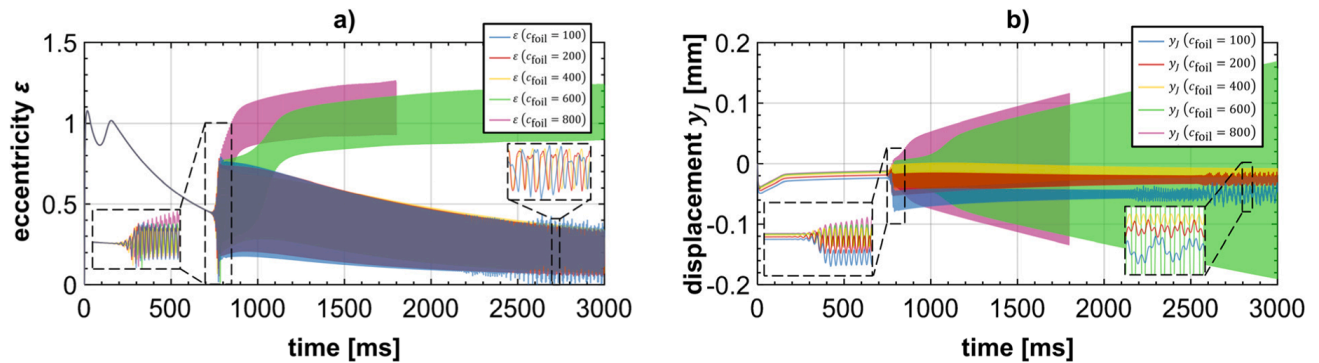 a)
eccentricity ε
1.5
1
0.5
0
ε (c_foil = 100)
ε (c_foil = 200)
ε (c_foil = 400)
ε (c_foil = 600)
ε (c_foil = 800)
0 500 1000 1500 2000 2500 3000
time [ms]
b)
displacement y_J [mm]
0.2
0.1
0
-0.1
-0.2
y_J (c_foil = 100)
y_J (c_foil = 200)
y_J (c_foil = 400)
y_J (c_foil = 600)
y_J (c_foil = 800)
0 500 1000 1500 2000 2500 3000
time [ms]